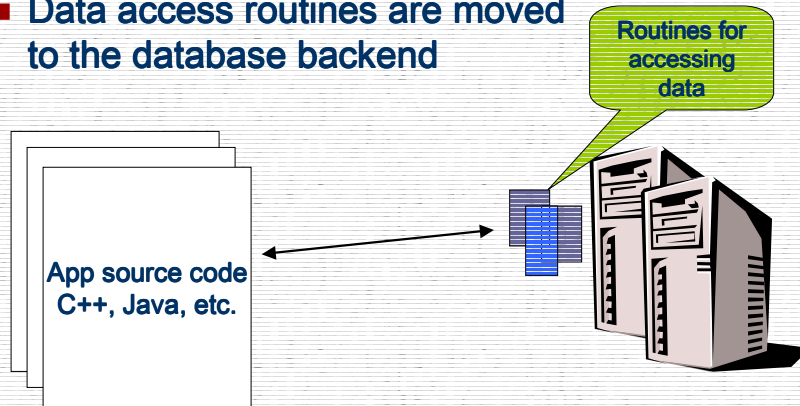 Data access routines are moved
to the database backend
Routines for
accessing
data
App source code
C++, Java, etc.